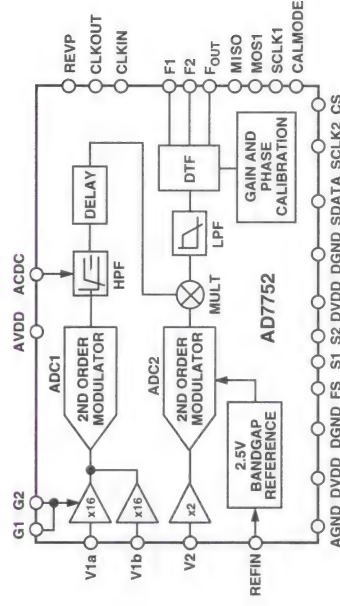 G1
G2
AVDD
ACDC
REVP
CLKOUT
CLKIN
V1a
x16
V1b
x16
ADC1
2ND ORDER
MODULATOR
HPF
DELAY
V2
x2
ADC2
2ND ORDER
MODULATOR
MULT
LPF
DTF
F1
F2
FOUT
MISO
MOS1
SCLK1
CALMODE
REFIN
2.5V
BANDGAP
REFERENCE
GAIN AND
PHASE
CALIBRATION
AD7752
AGND DVDD DGND FS S1 S2 DVDD DGND SDATA SCLK2 CS